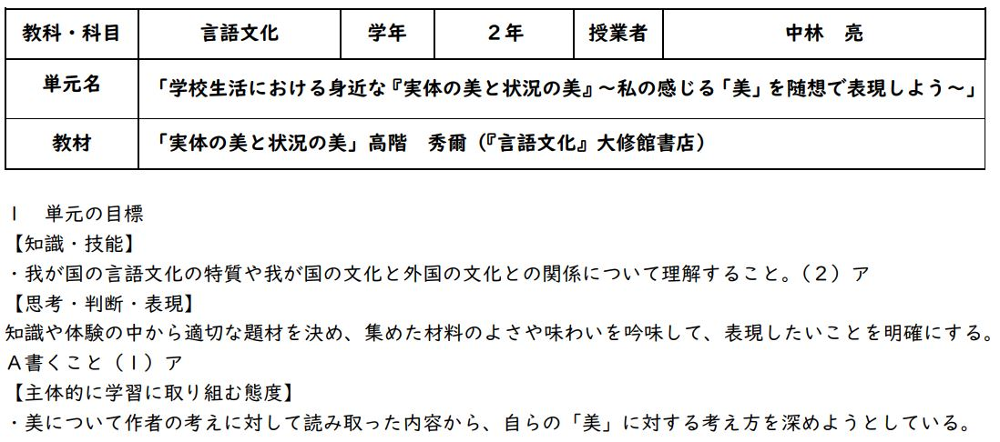 教科・科目 言語文化 学年 2年 授業者 中林 亮
単元名 「学校生活における身近な『実体の美と状況の美』~私の感じる「美」を随想で表現しよう~」
教材 「実体の美と状況の美」高階 秀爾(『言語文化』大修館書店)
1 単元の目標
【知識・技能】
・我が国の言語文化の特質や我が国の文化と外国の文化との関係について理解すること。(2)ア
【思考・判断・表現】
知識や体験の中から適切な題材を決め、集めた材料のよさや味わいを吟味して、表現したいことを明確にする。
A書くこと(1)ア
【主体的に学習に取り組む態度】
・美について作者の考えに対して読み取った内容から、自らの「美」に対する考え方を深めようとしている。